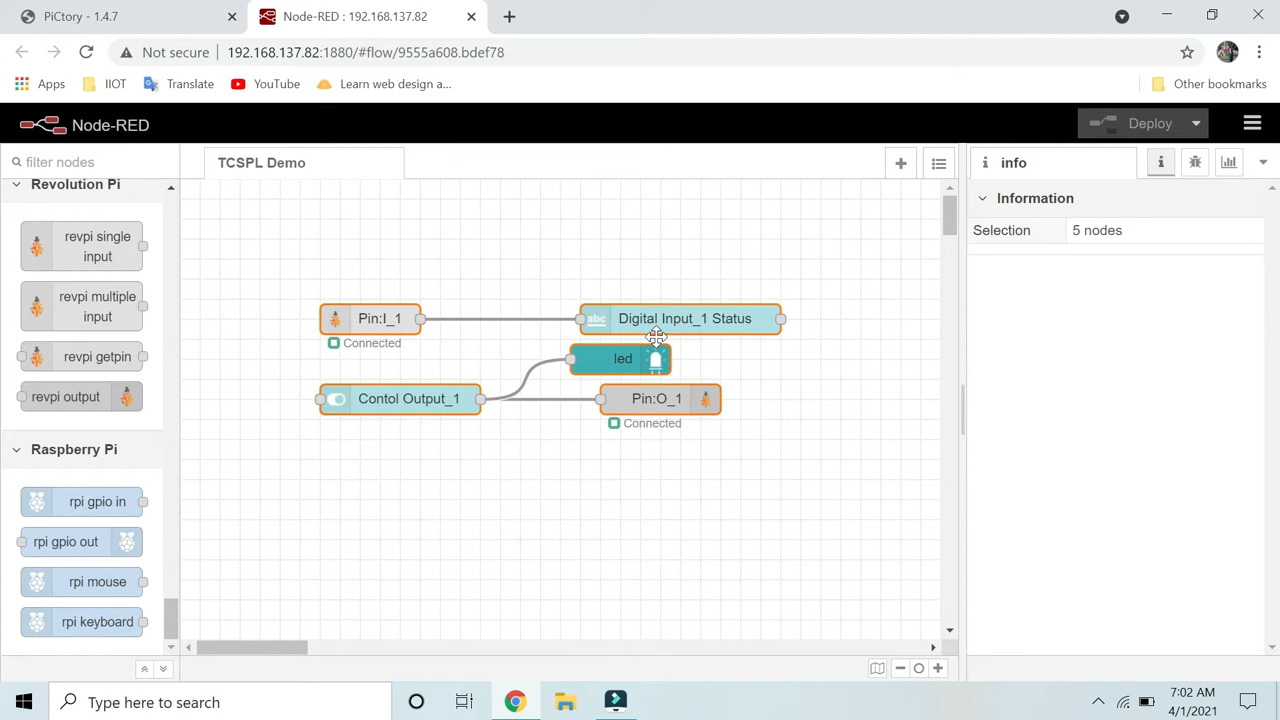 PiCtory - 1.4.7
Node-RED : 192.168.137.82
Not secure
192.168.137.82:1880/#flow/9555a608.bdef78
Apps
IIOT
Translate
YouTube
Learn web design a...
Other bookmarks
Node-RED
Deploy
filter nodes
TCSPL Demo
info
Revolution Pi
Information
Selection
5 nodes
revpi single
input
revpi multiple
input
revpi getpin
revpi output
Raspberry Pi
rpi gpio in
rpi gpio out
rpi mouse
rpi keyboard
Pin:I_1
Connected
abc
Digital Input_1 Status
led
Contol Output_1
Pin:O_1
Connected
Type here to search
7:02 AM
4/1/2021